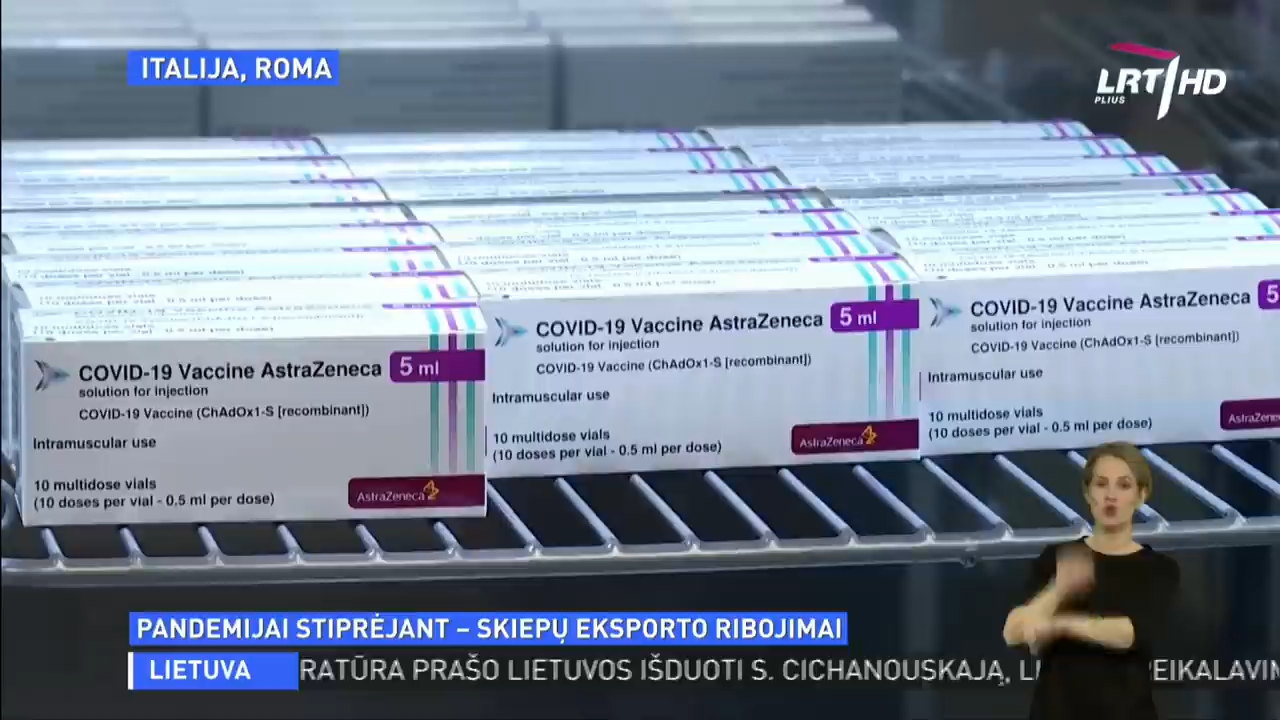 ITALIJA, ROMA
LRT HD
PLIUS
COVID-19 Vaccine AstraZeneca 5 ml
solution for injection
COVID-19 Vaccine (ChAdOx1-S [recombinant])
Intramuscular use
10 multidose vials
(10 doses per vial - 0.5 ml per dose)
AstraZeneca
COVID-19 Vaccine AstraZeneca 5 ml
solution for injection
COVID-19 Vaccine (ChAdOx1-S [recombinant])
Intramuscular use
10 multidose vials
(10 doses per vial - 0.5 ml per dose)
AstraZeneca
COVID-19 Vaccine AstraZeneca 5
solution for injection
COVID-19 Vaccine (ChAdOx1-S [recombinant])
Intramuscular use
10 multidose vials
(10 doses per vial - 0.5 ml per dose)
AstraZene
PANDEMIJAI STIPRĖJANT – SKIEPŲ EKSPORTO RIBOJIMAI
LIETUVA RATŪRA PRAŠO LIETUVOS IŠDUOTI S. CICHANOUSKAJĄ, LI EIKALAVIM